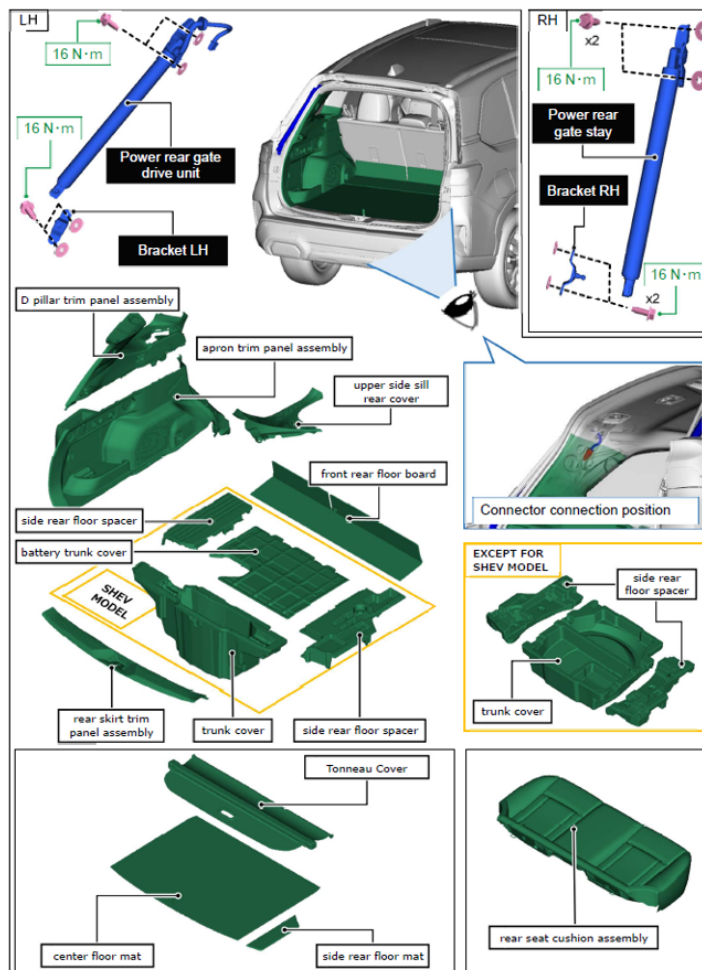 LH
16 N·m
16 N·m
Power rear gate
drive unit
Bracket LH
RH
x2
16 N·m
Power rear
gate stay
Bracket RH
16 N·m
x2
D pillar trim panel assembly
apron trim panel assembly
upper side sill
rear cover
front rear floor board
side rear floor spacer
battery trunk cover
SHEV
MODEL
rear skirt trim
panel assembly
trunk cover
side rear floor spacer
Connector connection position
EXCEPT FOR
SHEV MODEL
side rear
floor spacer
trunk cover
Tonneau Cover
center floor mat
side rear floor mat
rear seat cushion assembly